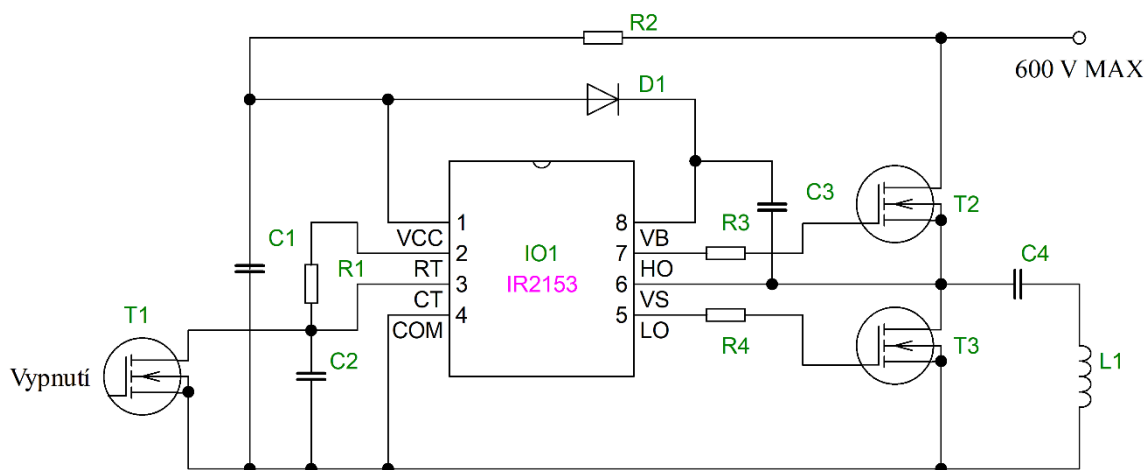 R2
600 V MAX
D1
C1
R1
VCC
1
RT
2
CT
3
COM
4
IO1
IR2153
8
VB
7
HO
6
VS
5
LO
C3
R3
T2
C4
R4
T3
L1
T1
C2
Vypnutí